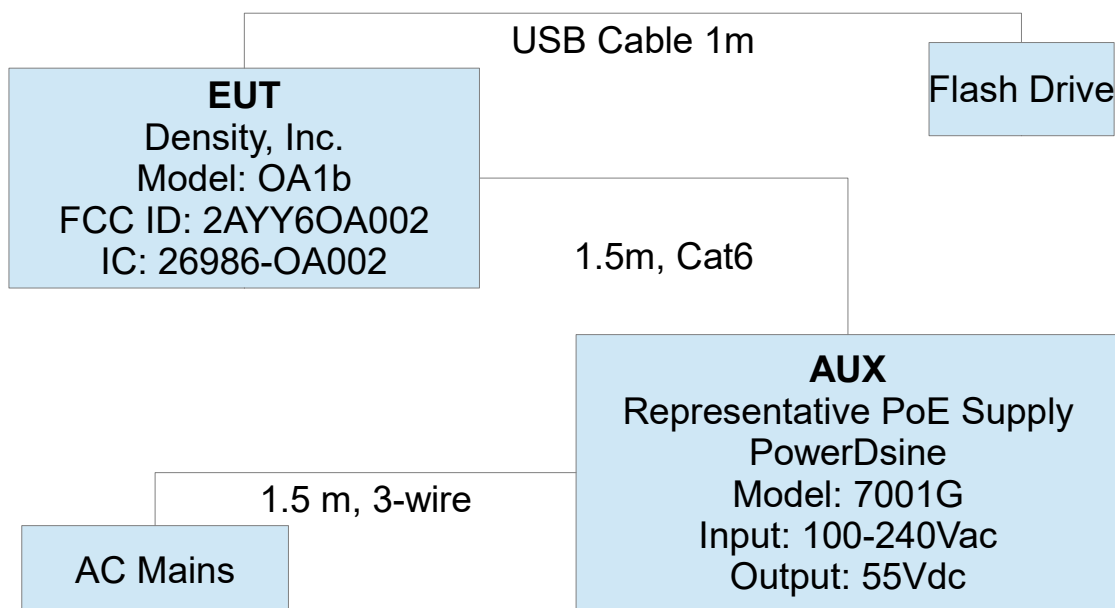 USB Cable 1m
Flash Drive
EUT
Density, Inc.
Model: OA1b
FCC ID: 2AYY6OA002
IC: 26986-OA002
1.5m, Cat6
AUX
Representative PoE Supply
PowerDsine
Model: 7001G
Input: 100-240Vac
Output: 55Vdc
1.5 m, 3-wire
AC Mains